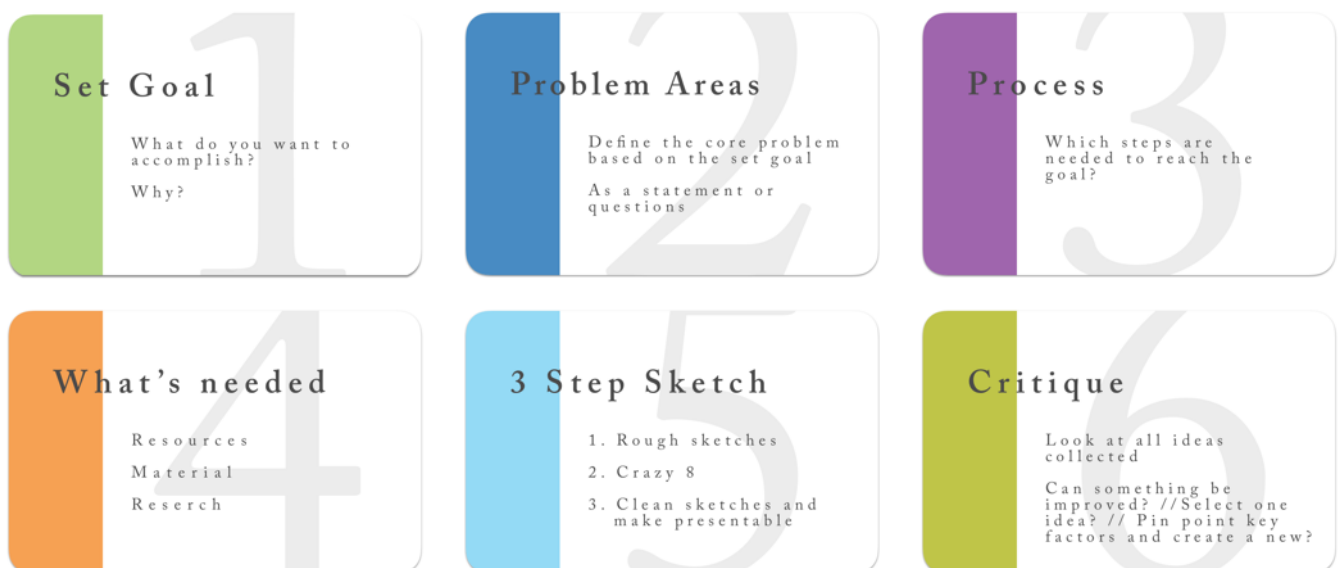 1
Set Goal
What do you want to
accomplish?
Why?
2
Problem Areas
Define the core problem
based on the set goal
As a statement or
questions
3
Process
Which steps are
needed to reach the
goal?
4
What's needed
Resources
Material
Reserch
5
3 Step Sketch
1. Rough sketches
2. Crazy 8
3. Clean sketches and
make presentable
6
Critique
Look at all ideas
collected
Can something be
improved? //Select one
idea? // Pin point key
factors and create a new?